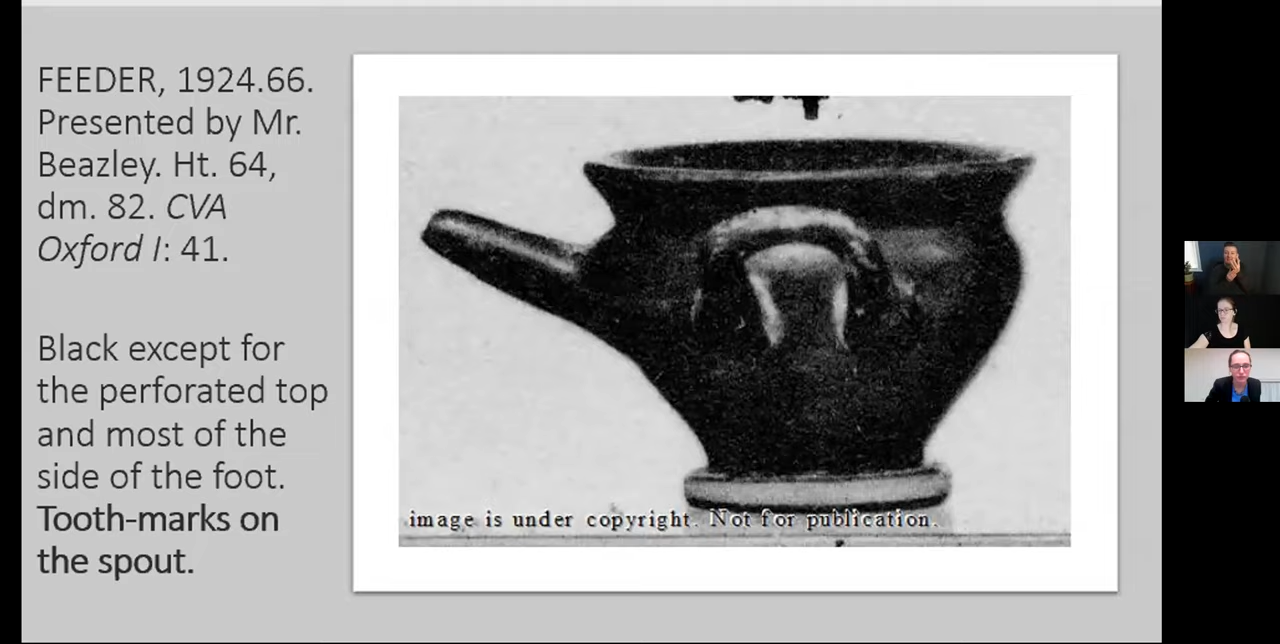 FEEDER, 1924.66.
Presented by Mr.
Beazley. Ht. 64,
dm. 82. CVA
Oxford I: 41.
Black except for
the perforated top
and most of the
side of the foot.
Tooth-marks on
the spout.
image is under copyright. Not for publication.